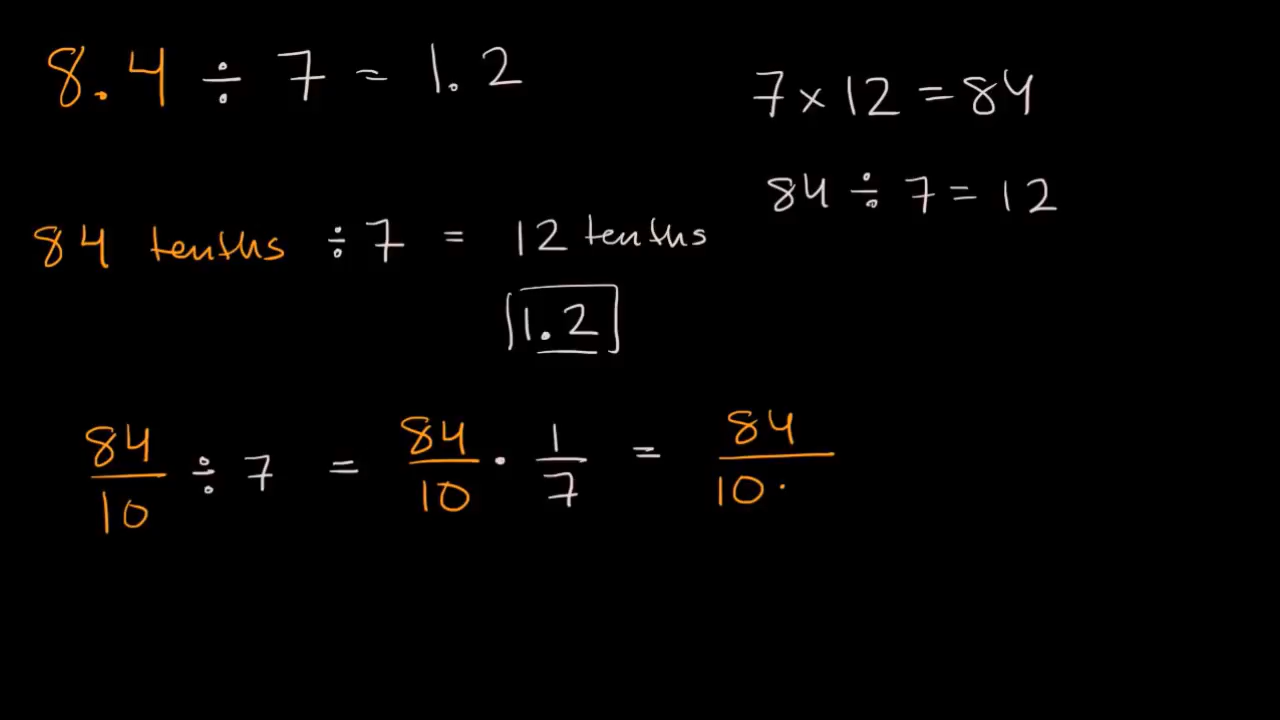 8.4 ÷ 7 = 1.2
7 × 12 = 84
84 ÷ 7 = 12
84 tenths ÷ 7 = 12 tenths
1.2
84/10 ÷ 7 = 84/10 · 1/7 = 84/10 ·